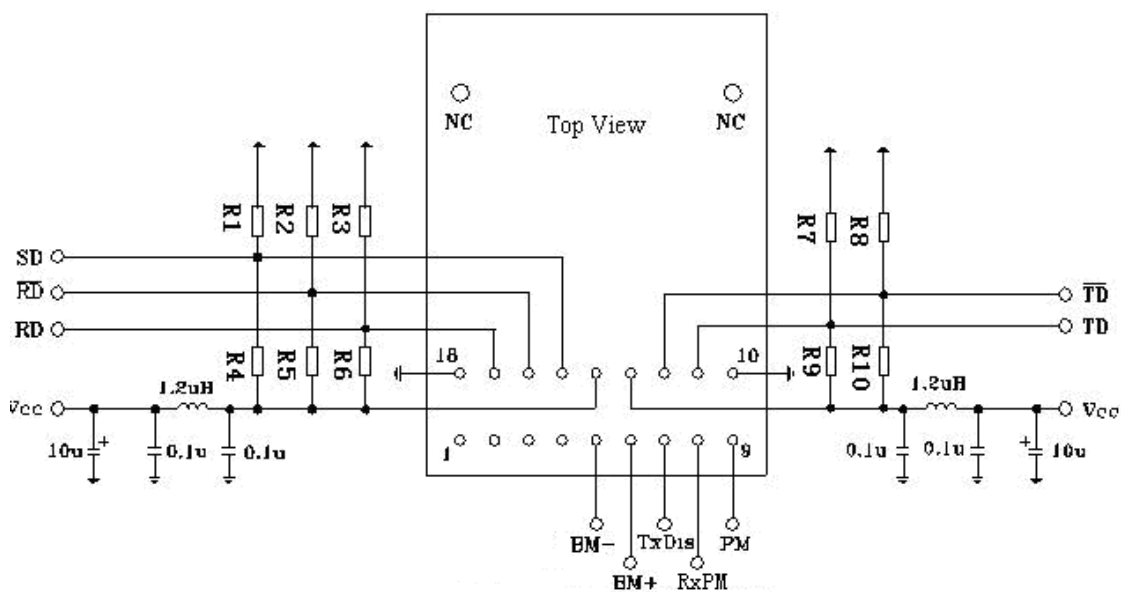 NC
NC
Top View
R1
R2
R3
R7
R8
SD
R̅D̅
RD
T̅D̅
TD
R4
R5
R6
18
10
R9
R10
1.2uH
1.2uH
Vcc
Vcc
10u
+
0.1u
0.1u
1
9
0.1u
0.1u
+
10u
BM-
TxDis
PM
BM+
RxPM